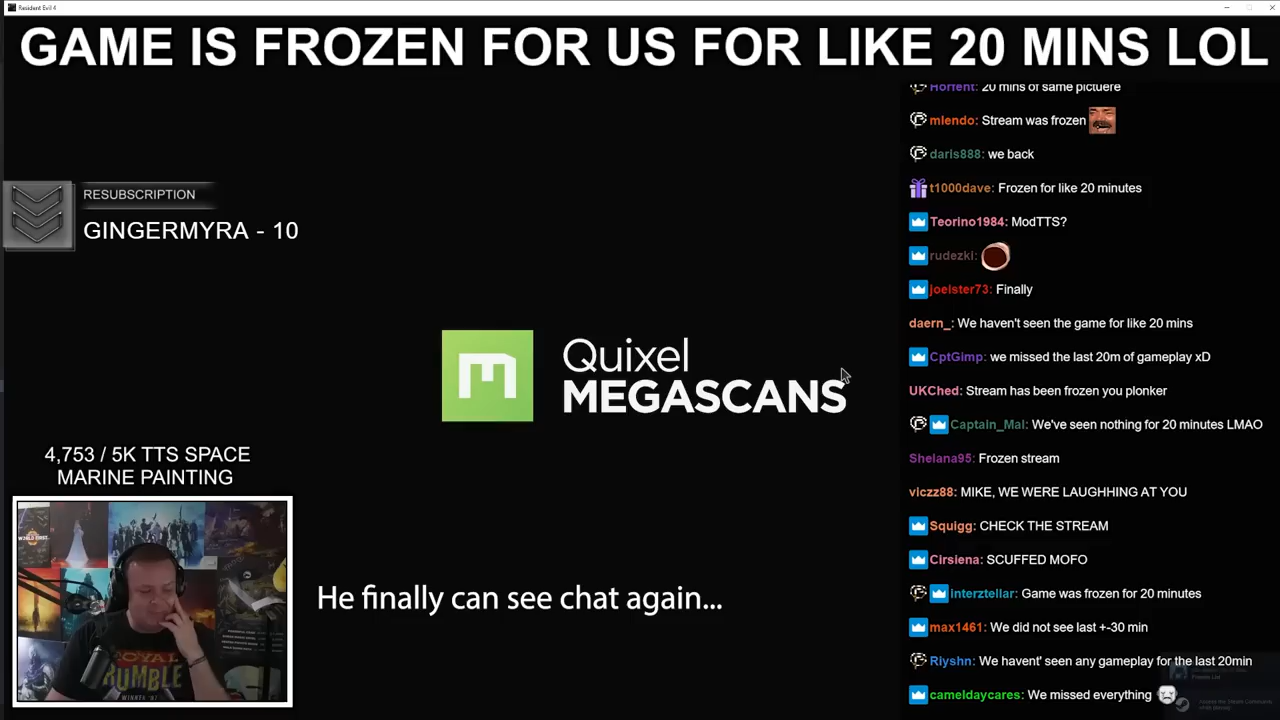 Resident Evil 4
GAME IS FROZEN FOR US FOR LIKE 20 MINS LOL
RESUBSCRIPTION
GINGERMYRA - 10
Quixel
MEGASCANS
4,753 / 5K TTS SPACE
MARINE PAINTING
ROYAL
RUMBLE
WINNER
He finally can see chat again...
Horfent: 20 mins of same pictuere
mlendo: Stream was frozen
daris888: we back
t1000dave: Frozen for like 20 minutes
Teorino1984: ModTTS?
rudezki:
joelster73: Finally
daern_: We haven't seen the game for like 20 mins
CptGimp: we missed the last 20m of gameplay xD
UKChed: Stream has been frozen you plonker
Captain_Mal: We've seen nothing for 20 minutes LMAO
Shelana95: Frozen stream
viczz88: MIKE, WE WERE LAUGHHING AT YOU
Squigg: CHECK THE STREAM
Cirsiena: SCUFFED MOFO
interztellar: Game was frozen for 20 minutes
max1461: We did not see last +-30 min
Riyshn: We havent' seen any gameplay for the last 20min
cameldaycares: We missed everything